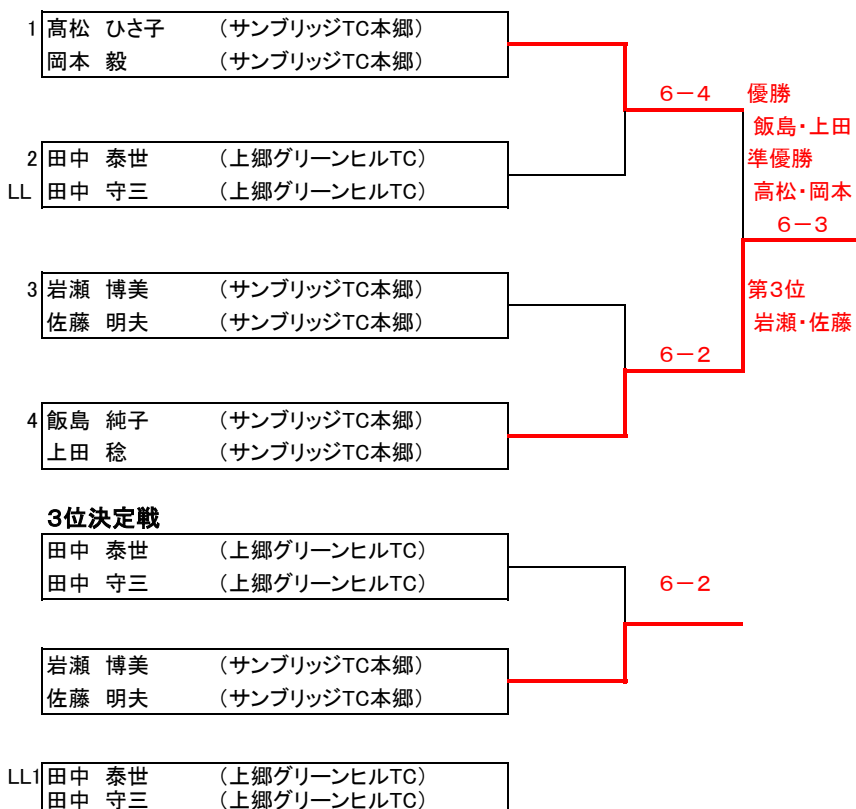 1 髙松 ひさ子 （サンブリッジTC本郷）
岡本 毅 （サンブリッジTC本郷）
6－4 優勝
飯島・上田
2 田中 泰世 （上郷グリーンヒルTC） 準優勝
LL 田中 守三 （上郷グリーンヒルTC） 高松・岡本
6－3
3 岩瀬 博美 （サンブリッジTC本郷） 第3位
佐藤 明夫 （サンブリッジTC本郷） 岩瀬・佐藤
6－2
4 飯島 純子 （サンブリッジTC本郷）
上田 稔 （サンブリッジTC本郷）
3位決定戦
田中 泰世 （上郷グリーンヒルTC）
田中 守三 （上郷グリーンヒルTC） 6－2
岩瀬 博美 （サンブリッジTC本郷）
佐藤 明夫 （サンブリッジTC本郷）
LL1 田中 泰世 （上郷グリーンヒルTC）
田中 守三 （上郷グリーンヒルTC）